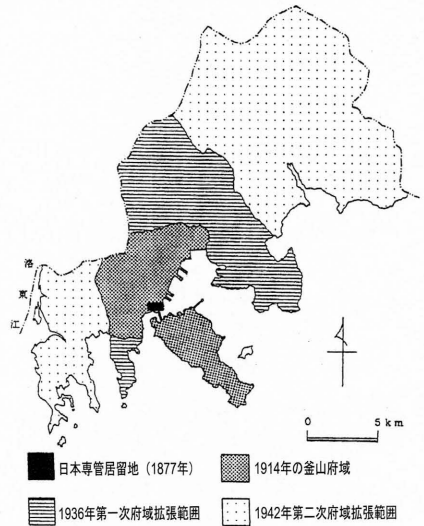 洛
東
江
0 5 km
日本専管居留地(1877年)
1914年の釜山府域
1936年第一次府域拡張範囲
1942年第二次府域拡張範囲